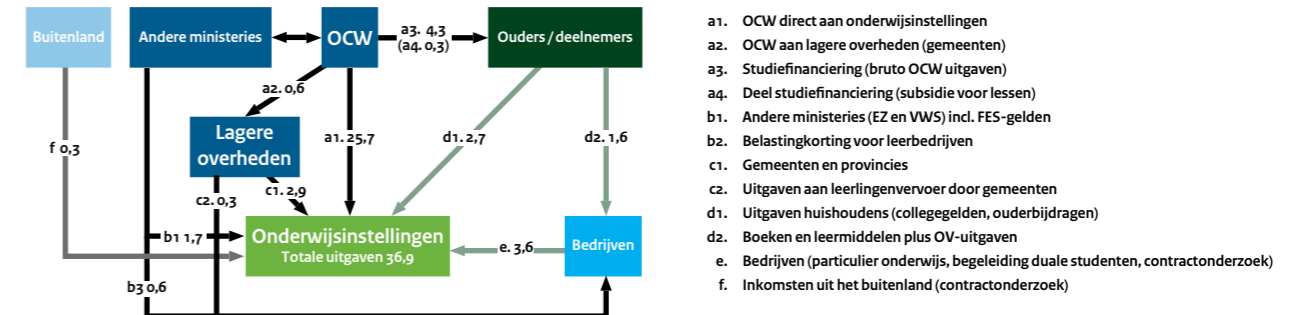 Buitenland
Andere ministeries
OCW
a3. 4,3
(a4. 0,3)
Ouders / deelnemers
a2. 0,6
Lagere
overheden
a1. 25,7
d1. 2,7
d2. 1,6
f 0,3
c1. 2,9
c2. 0,3
b1 1,7
Onderwijsinstellingen
Totale uitgaven 36,9
e. 3,6
Bedrijven
b3 0,6
a1. OCW direct aan onderwijsinstellingen
a2. OCW aan lagere overheden (gemeenten)
a3. Studiefinanciering (bruto OCW uitgaven)
a4. Deel studiefinanciering (subsidie voor lessen)
b1. Andere ministeries (EZ en VWS) incl. FES-gelden
b2. Belastingkorting voor leerbedrijven
c1. Gemeenten en provincies
c2. Uitgaven aan leerlingenvervoer door gemeenten
d1. Uitgaven huishoudens (collegegelden, ouderbijdragen)
d2. Boeken en leermiddelen plus OV-uitgaven
e. Bedrijven (particulier onderwijs, begeleiding duale studenten, contractonderzoek)
f. Inkomsten uit het buitenland (contractonderzoek)